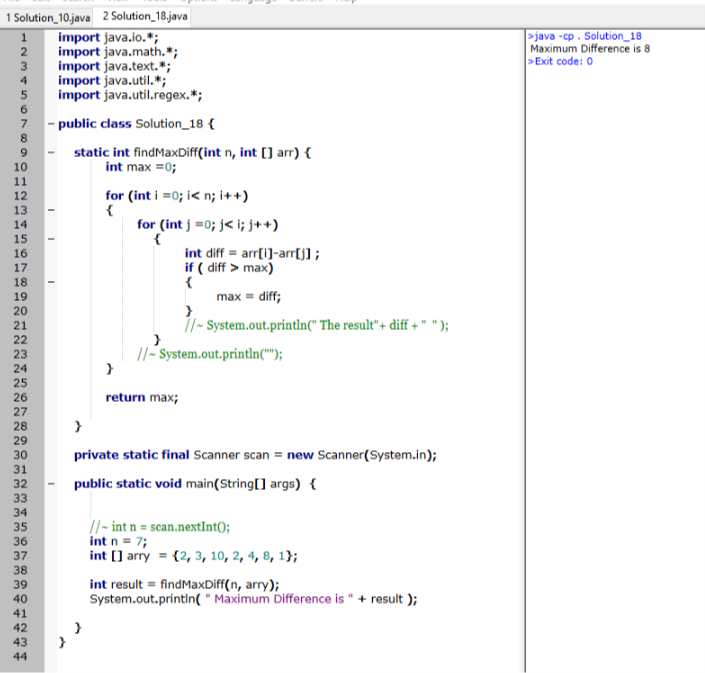 1 Solution_10.java 2 Solution_18.java
1 import java.io.*;
2 import java.math.*;
3 import java.text.*;
4 import java.util.*;
5 import java.util.regex.*;
6
7 public class Solution_18 {
8
9 static int findMaxDiff(int n, int [] arr) {
10 int max =0;
11
12 for (int i =0; i< n; i++)
13 {
14 for (int j =0; j< i; j++)
15 {
16 int diff = arr[i]-arr[j] ;
17 if ( diff > max)
18 {
19 max = diff;
20 }
21 //~ System.out.println(" The result"+ diff + " " );
22 }
23 //~ System.out.println("");
24 }
25
26 return max;
27
28 }
29
30 private static final Scanner scan = new Scanner(System.in);
31
32 public static void main(String[] args) {
33
34
35 //~ int n = scan.nextInt();
36 int n = 7;
37 int [] arry = {2, 3, 10, 2, 4, 8, 1};
38
39 int result = findMaxDiff(n, arry);
40 System.out.println( " Maximum Difference is " + result );
41
42 }
43 }
44
>java -cp . Solution_18
Maximum Difference is 8
>Exit code: 0